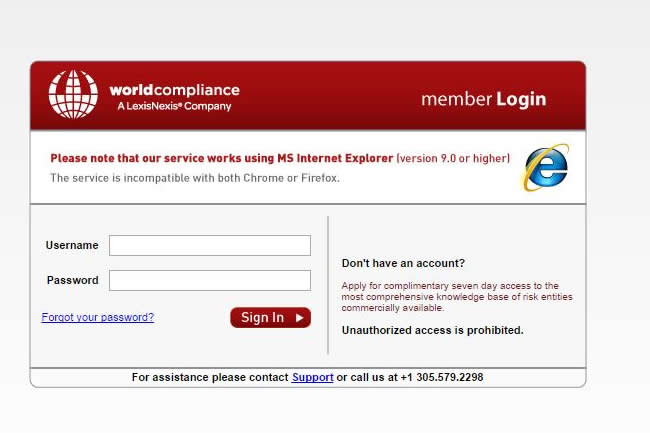 worldcompliance
A LexisNexis® Company
member Login
Please note that our service works using MS Internet Explorer (version 9.0 or higher)
The service is incompatible with both Chrome or Firefox.
Username
Password
Forgot your password?
Sign In
Don't have an account?
Apply for complimentary seven day access to the
most comprehensive knowledge base of risk entities
commercially available.
Unauthorized access is prohibited.
For assistance please contact Support or call us at +1 305.579.2298